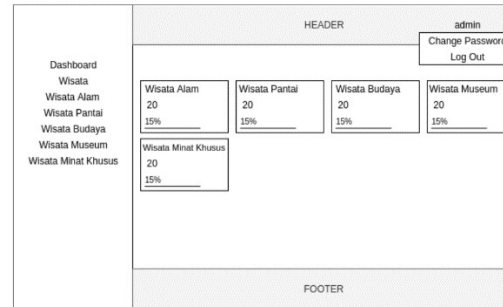 HEADER
admin
Change Password
Log Out
Dashboard
Wisata
Wisata Alam
Wisata Pantai
Wisata Budaya
Wisata Museum
Wisata Minat Khusus
Wisata Alam
20
15%
Wisata Pantai
20
15%
Wisata Budaya
20
15%
Wisata Museum
20
15%
Wisata Minat Khusus
20
15%
FOOTER